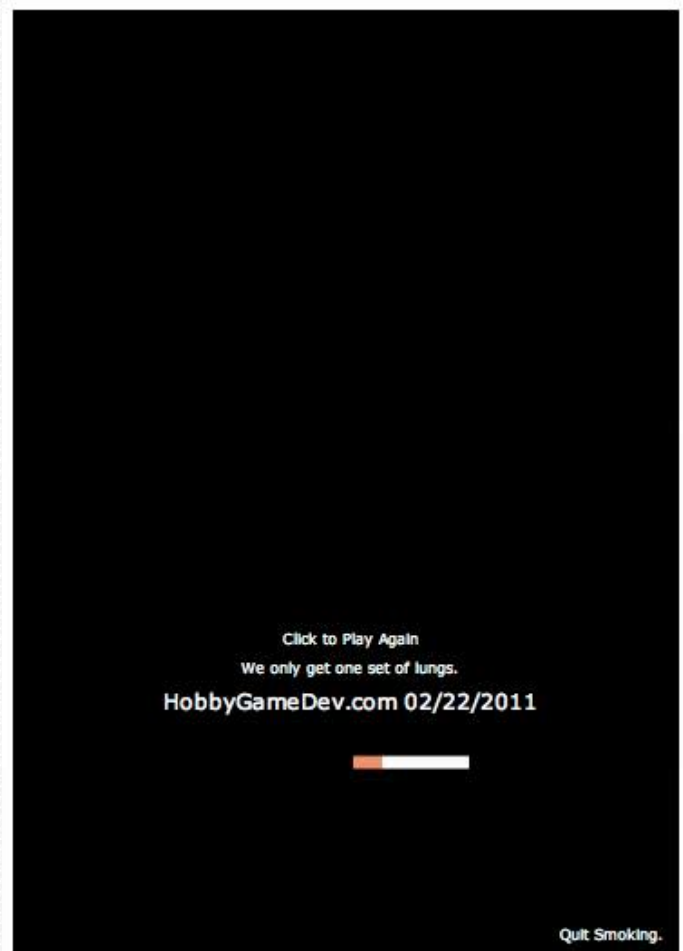 Click to Play Again
We only get one set of lungs.
HobbyGameDev.com 02/22/2011
Quit Smoking.